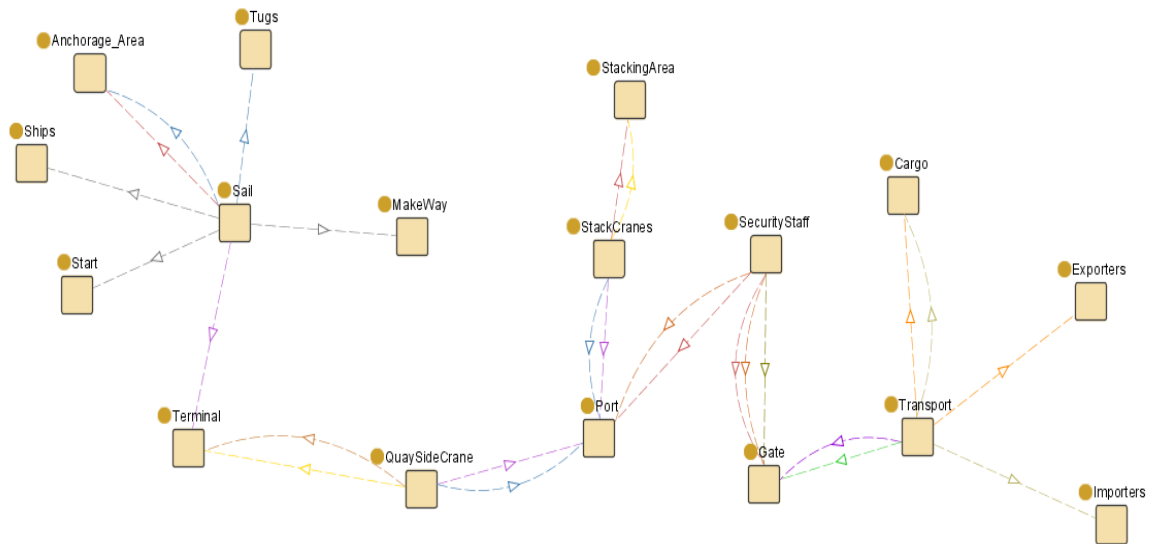 Tugs
Anchorage_Area
StackingArea
Ships
Cargo
Sail
MakeWay
StackCranes
SecurityStaff
Start
Exporters
Terminal
Port
Transport
QuaySideCrane
Gate
Importers